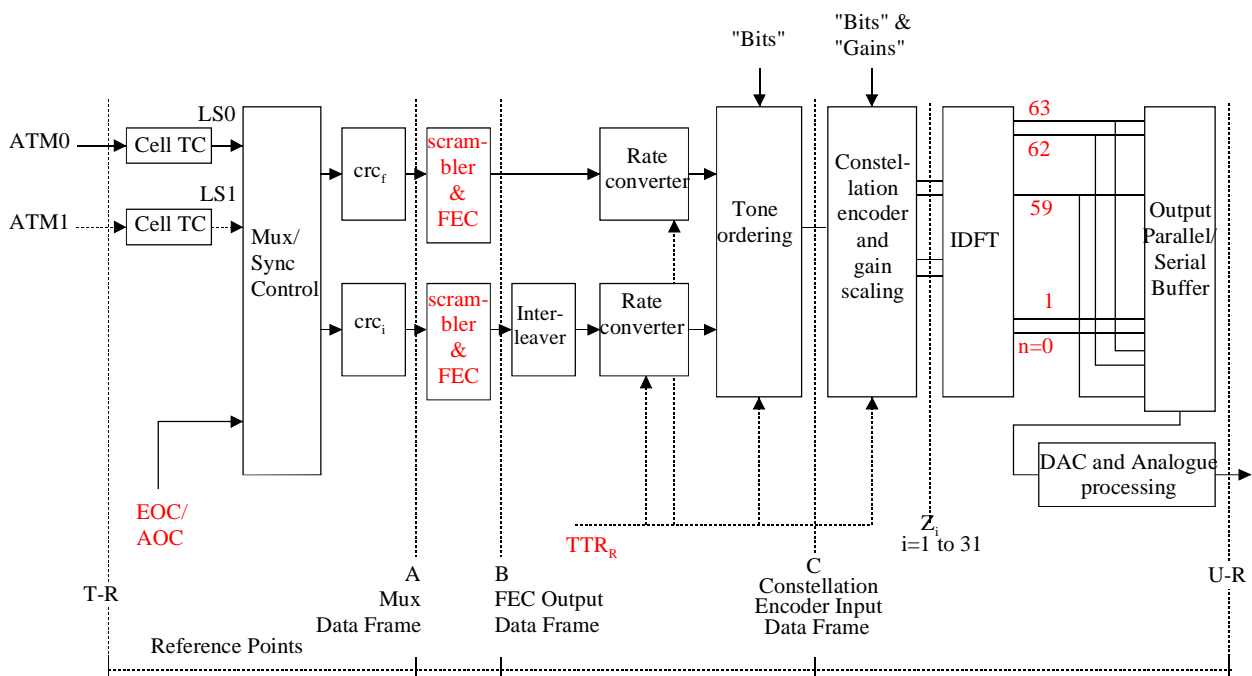 "Bits"
"Bits" &
"Gains"
ATM0
Cell TC
LS0
ATM1
Cell TC
LS1
Mux/
Sync
Control
crcf
scram-
bler
&
FEC
Rate
converter
crci
scram-
bler
&
FEC
Inter-
leaver
Rate
converter
Tone
ordering
Constel-
lation
encoder
and
gain
scaling
IDFT
63
62
59
1
n=0
Output
Parallel/
Serial
Buffer
DAC and Analogue
processing
EOC/
AOC
TTRR
Zi
i=1 to 31
T-R
A
Mux
Data Frame
B
FEC Output
Data Frame
C
Constellation
Encoder Input
Data Frame
U-R
Reference Points